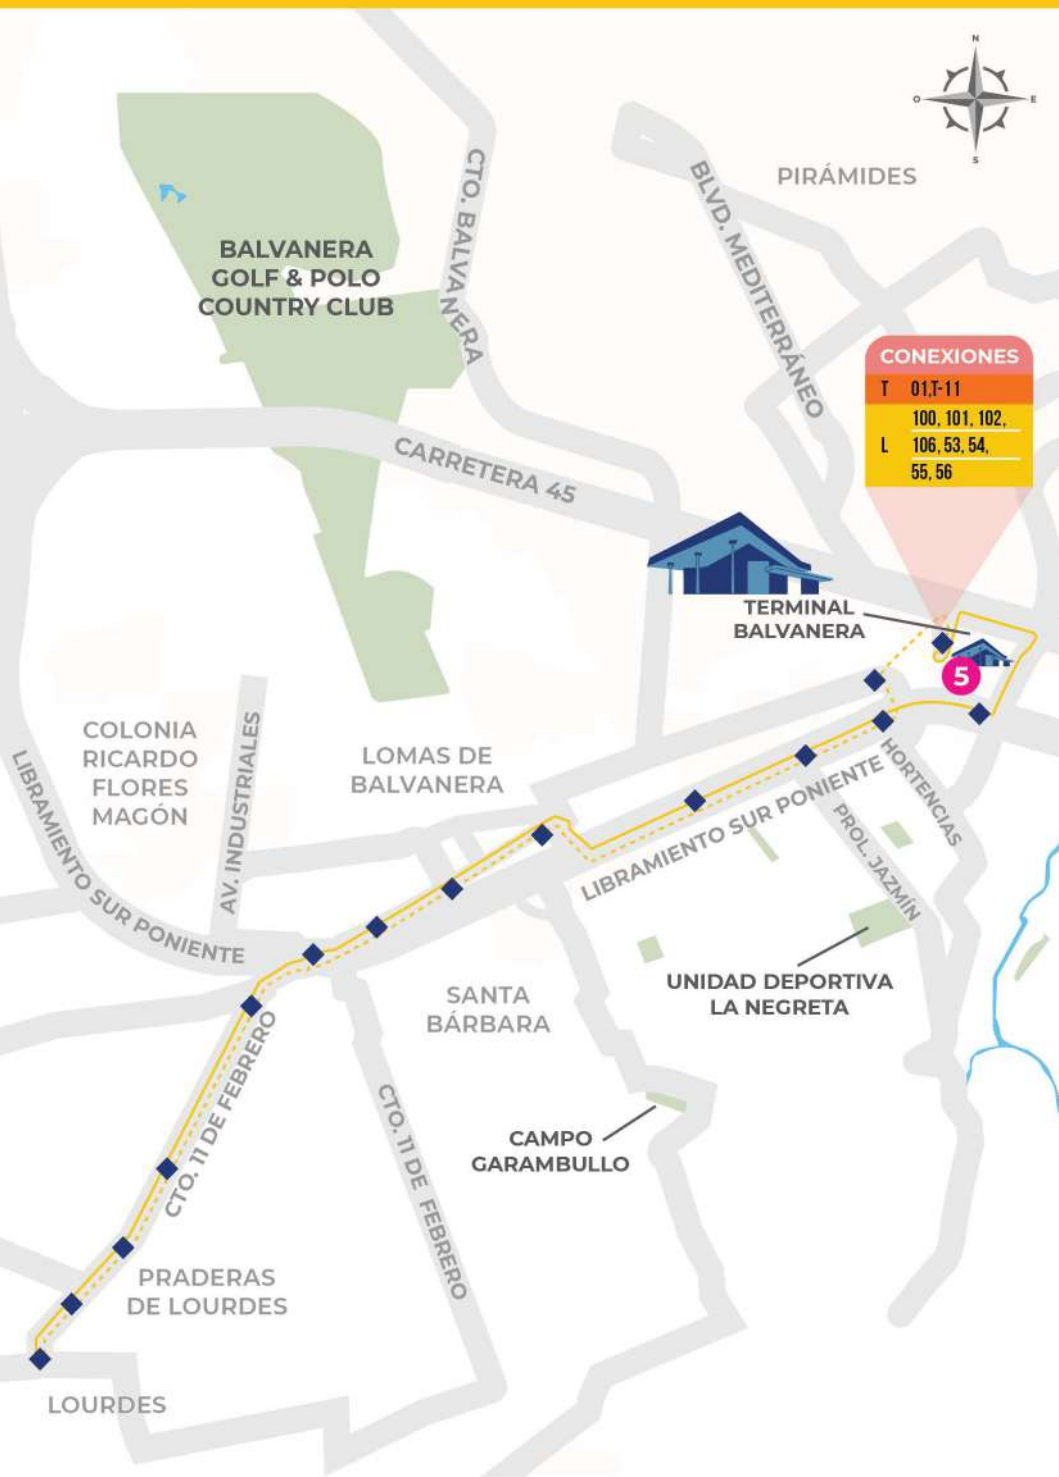 N
O
E
S
PIRÁMIDES
CTO. BALVANERA
BLVD. MEDITERRÁNEO
BALVANERA
GOLF & POLO
COUNTRY CLUB
CONEXIONES
T 01,T-11
100, 101, 102,
L 106, 53, 54,
55, 56
CARRETERA 45
TERMINAL
BALVANERA
5
COLONIA
RICARDO
FLORES
MAGÓN
AV. INDUSTRIALES
LOMAS DE
BALVANERA
LIBRAMIENTO SUR PONIENTE
LIBRAMIENTO SUR PONIENTE
HORTENCIAS
PROL. JAZMÍN
UNIDAD DEPORTIVA
LA NEGRETA
SANTA
BÁRBARA
CTO. 11 DE FEBRERO
CTO. 11 DE FEBRERO
CAMPO
GARAMBULLO
PRADERAS
DE LOURDES
LOURDES